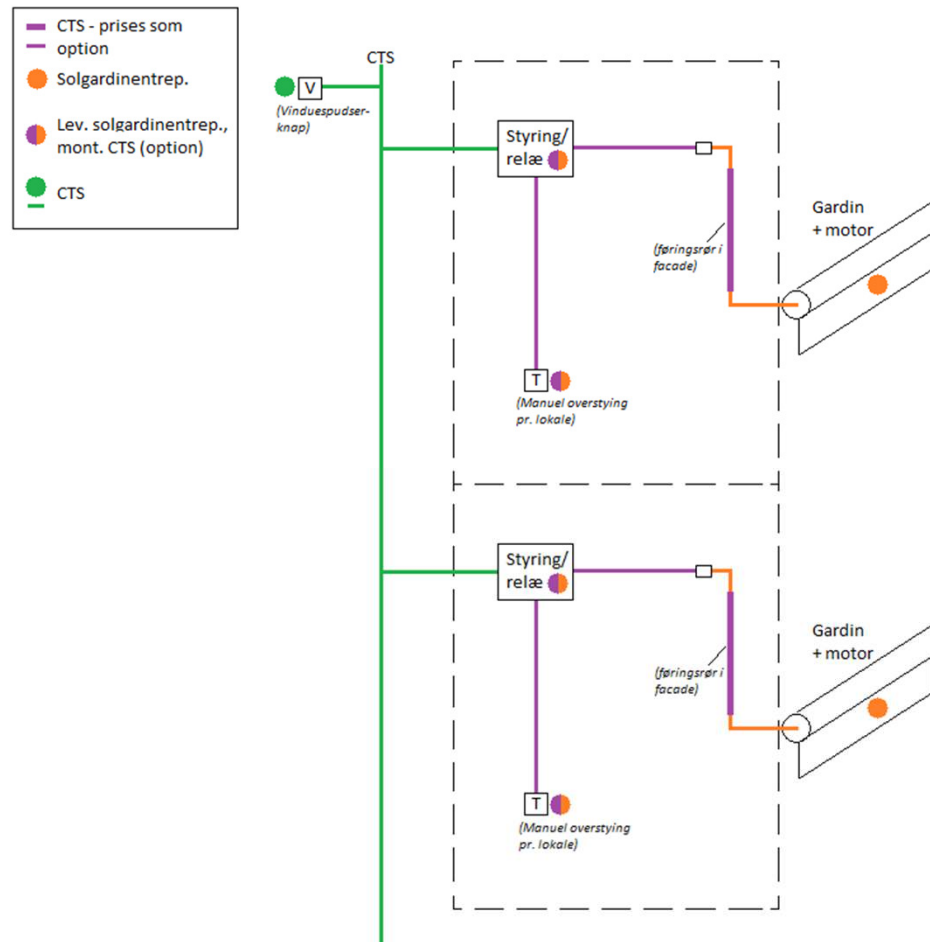 CTS - prises som
option
Solgardinentrep.
Lev. solgardinentrep.,
mont. CTS (option)
CTS
CTS
V
(Vinduespudser-
knap)
Styring/
relæ
(føringsrør i
facade)
Gardin
+ motor
T
(Manuel overstying
pr. lokale)
Styring/
relæ
(føringsrør i
facade)
Gardin
+ motor
T
(Manuel overstying
pr. lokale)